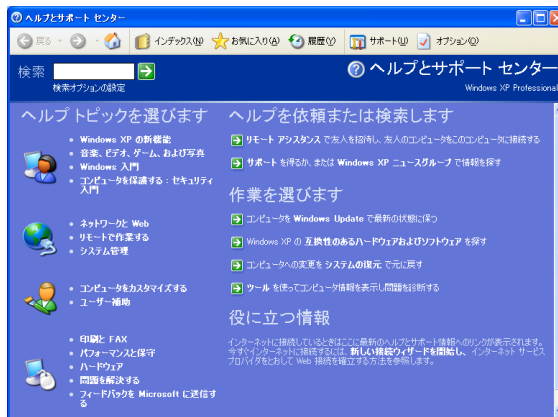 ヘルプとサポート センター
戻る
インデックス(N)
お気に入り(A)
履歴(Y)
サポート(U)
オプション(O)
検索
検索オプションの設定
ヘルプとサポート センター
Windows XP Professional
ヘルプ トピックを選びます
Windows XP の新機能
音楽、ビデオ、ゲーム、および写真
Windows 入門
コンピュータを保護する : セキュリティ
入門
ネットワークと Web
リモートで作業する
システム管理
コンピュータをカスタマイズする
ユーザー補助
印刷と FAX
パフォーマンスと保守
ハードウェア
問題を解決する
フィードバックを Microsoft に送信す
る
ヘルプを依頼または検索します
リモート アシスタンス で友人を招待し、友人のコンピュータをこのコンピュータに接続する
サポート を得るか、または Windows XP ニュースグループ で情報を探す
作業を選びます
コンピュータを Windows Update で最新の状態に保つ
Windows XP の 互換性のあるハードウェアおよびソフトウェア を探す
コンピュータへの変更を システムの復元 で元に戻す
ツール を使ってコンピュータ情報を表示し問題を診断する
役に立つ情報
インターネットに接続しているときはここに最新のヘルプとサポート情報へのリンクが表示されます。
今すぐインターネットに接続するには、新しい接続ウィザードを開始し、インターネット サービス
プロバイダをとおして Web 接続を確立する方法を参照します。